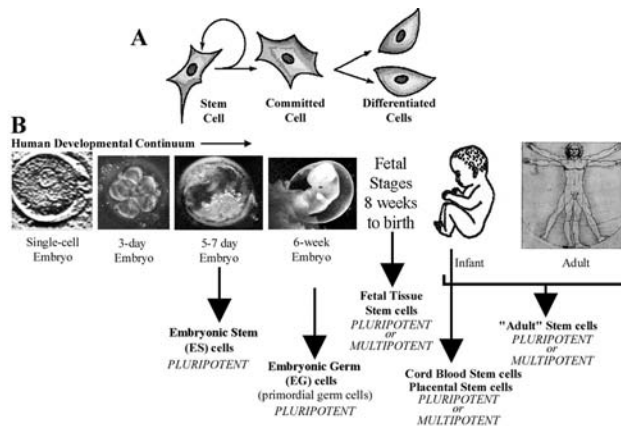 A
Stem
Cell
Committed
Cell
Differentiated
Cells
B
Human Developmental Continuum
Single-cell
Embryo
3-day
Embryo
5-7 day
Embryo
6-week
Embryo
Fetal
Stages
8 weeks
to birth
Infant
Adult
Embryonic Stem
(ES) cells
PLURIPOTENT
Embryonic Germ
(EG) cells
(primordial germ cells)
PLURIPOTENT
Fetal Tissue
Stem cells
PLURIPOTENT
or
MULTIPOTENT
Cord Blood Stem cells
Placental Stem cells
PLURIPOTENT
or
MULTIPOTENT
"Adult" Stem cells
PLURIPOTENT
or
MULTIPOTENT